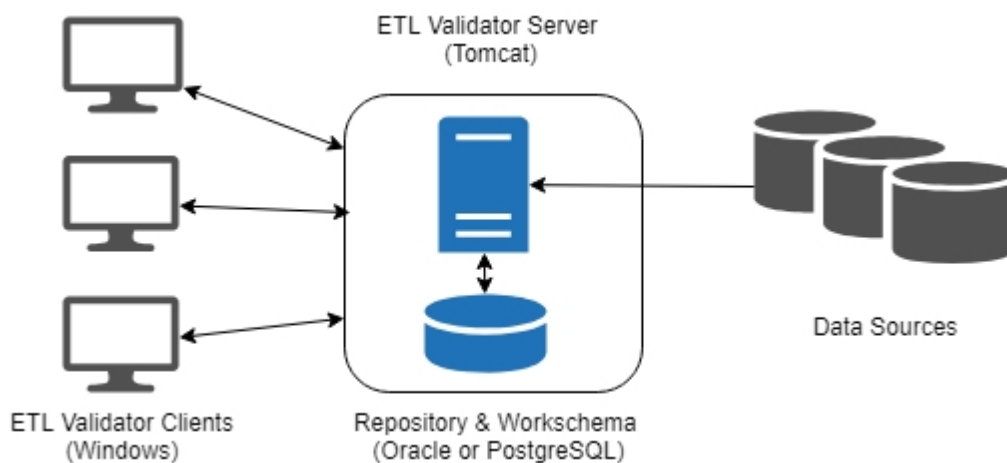 ETL Validator Server
(Tomcat)
Data Sources
ETL Validator Clients
(Windows)
Repository & Workschema
(Oracle or PostgreSQL)